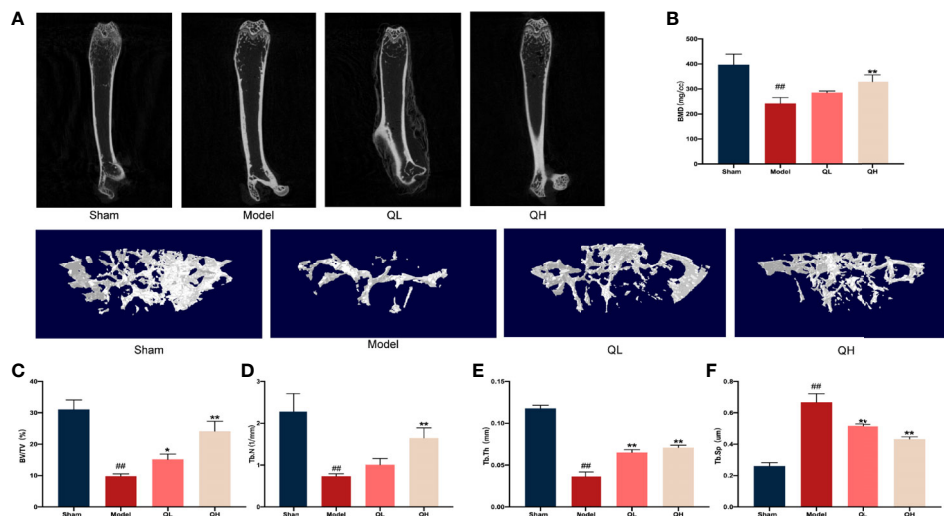 A
Sham
Model
QL
QH
B
BMD (mg/cc)
500
400
300
200
100
0
##
**
Sham
Model
QL
QH
Sham
Model
QL
QH
C
BV/TV (%)
40
30
20
10
0
##
*
**
Sham
Model
QL
QH
D
Tb.N (1/mm)
3
2
1
0
##
**
Sham
Model
QL
QH
E
Tb.Th (mm)
0.15
0.10
0.05
0.00
##
**
**
Sham
Nodel
QL
QH
F
Tb.Sp (um)
0.8
0.6
0.4
0.2
0.0
##
**
**
Sham
Model
QL
QH